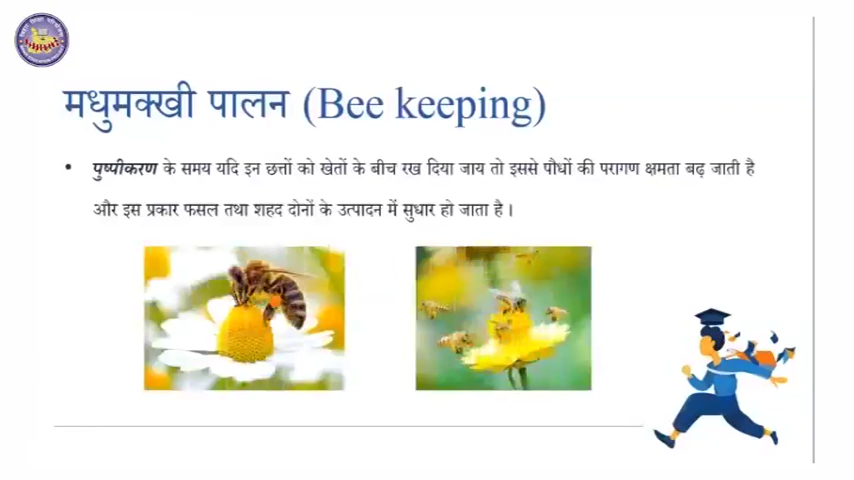 मधुमक्खी पालन (Bee keeping)
• पुष्पीकरण के समय यदि इन छत्तों को खेतों के बीच रख दिया जाय तो इससे पौधों की परागण क्षमता बढ़ जाती है
और इस प्रकार फसल तथा शहद दोनों के उत्पादन में सुधार हो जाता है।